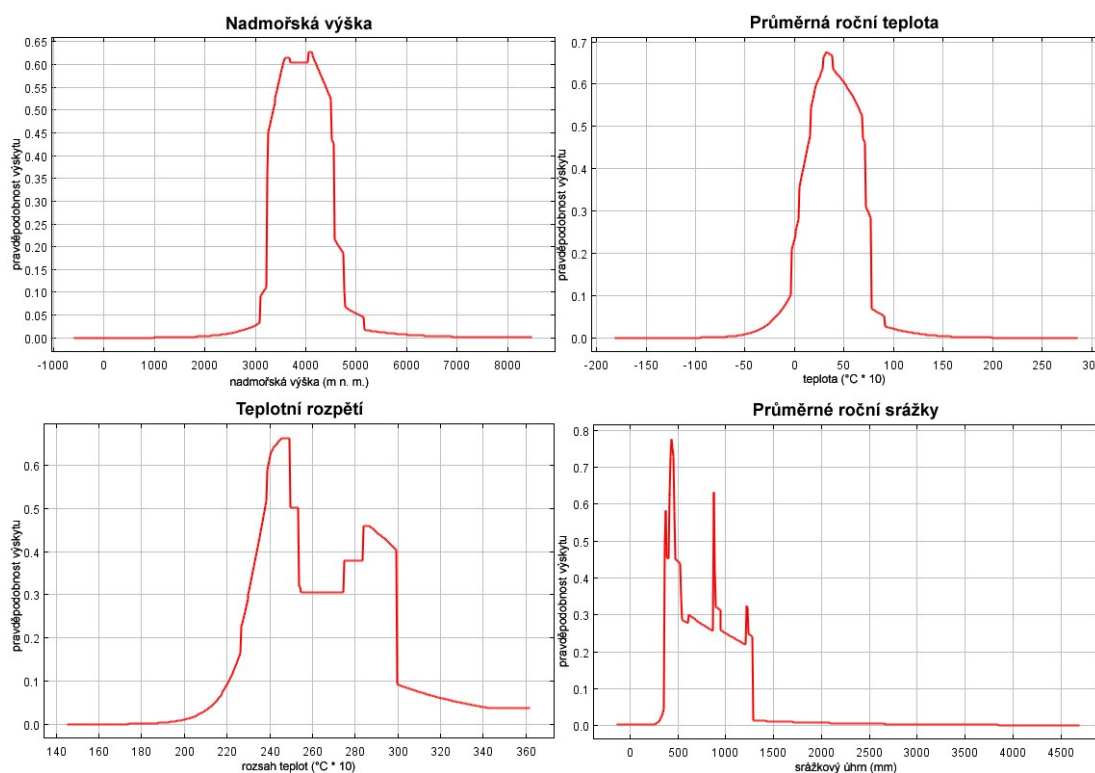 Nadmořská výška
pravděpodobnost výskytu
0.65
0.60
0.55
0.50
0.45
0.40
0.35
0.30
0.25
0.20
0.15
0.10
0.05
0.00
-1000 0 1000 2000 3000 4000 5000 6000 7000 8000
nadmořská výška (m n. m.)
Průměrná roční teplota
pravděpodobnost výskytu
0.7
0.6
0.5
0.4
0.3
0.2
0.1
0.0
-200 -150 -100 -50 0 50 100 150 200 250
teplota (°C * 10)
Teplotní rozpětí
pravděpodobnost výskytu
0.6
0.5
0.4
0.3
0.2
0.1
0.0
140 160 180 200 220 240 260 280 300 320 340 360
rozsah teplot (°C * 10)
Průměrné roční srážky
pravděpodobnost výskytu
0.8
0.7
0.6
0.5
0.4
0.3
0.2
0.1
0.0
0 500 1000 1500 2000 2500 3000 3500 4000 4500
srážkový úhrn (mm)